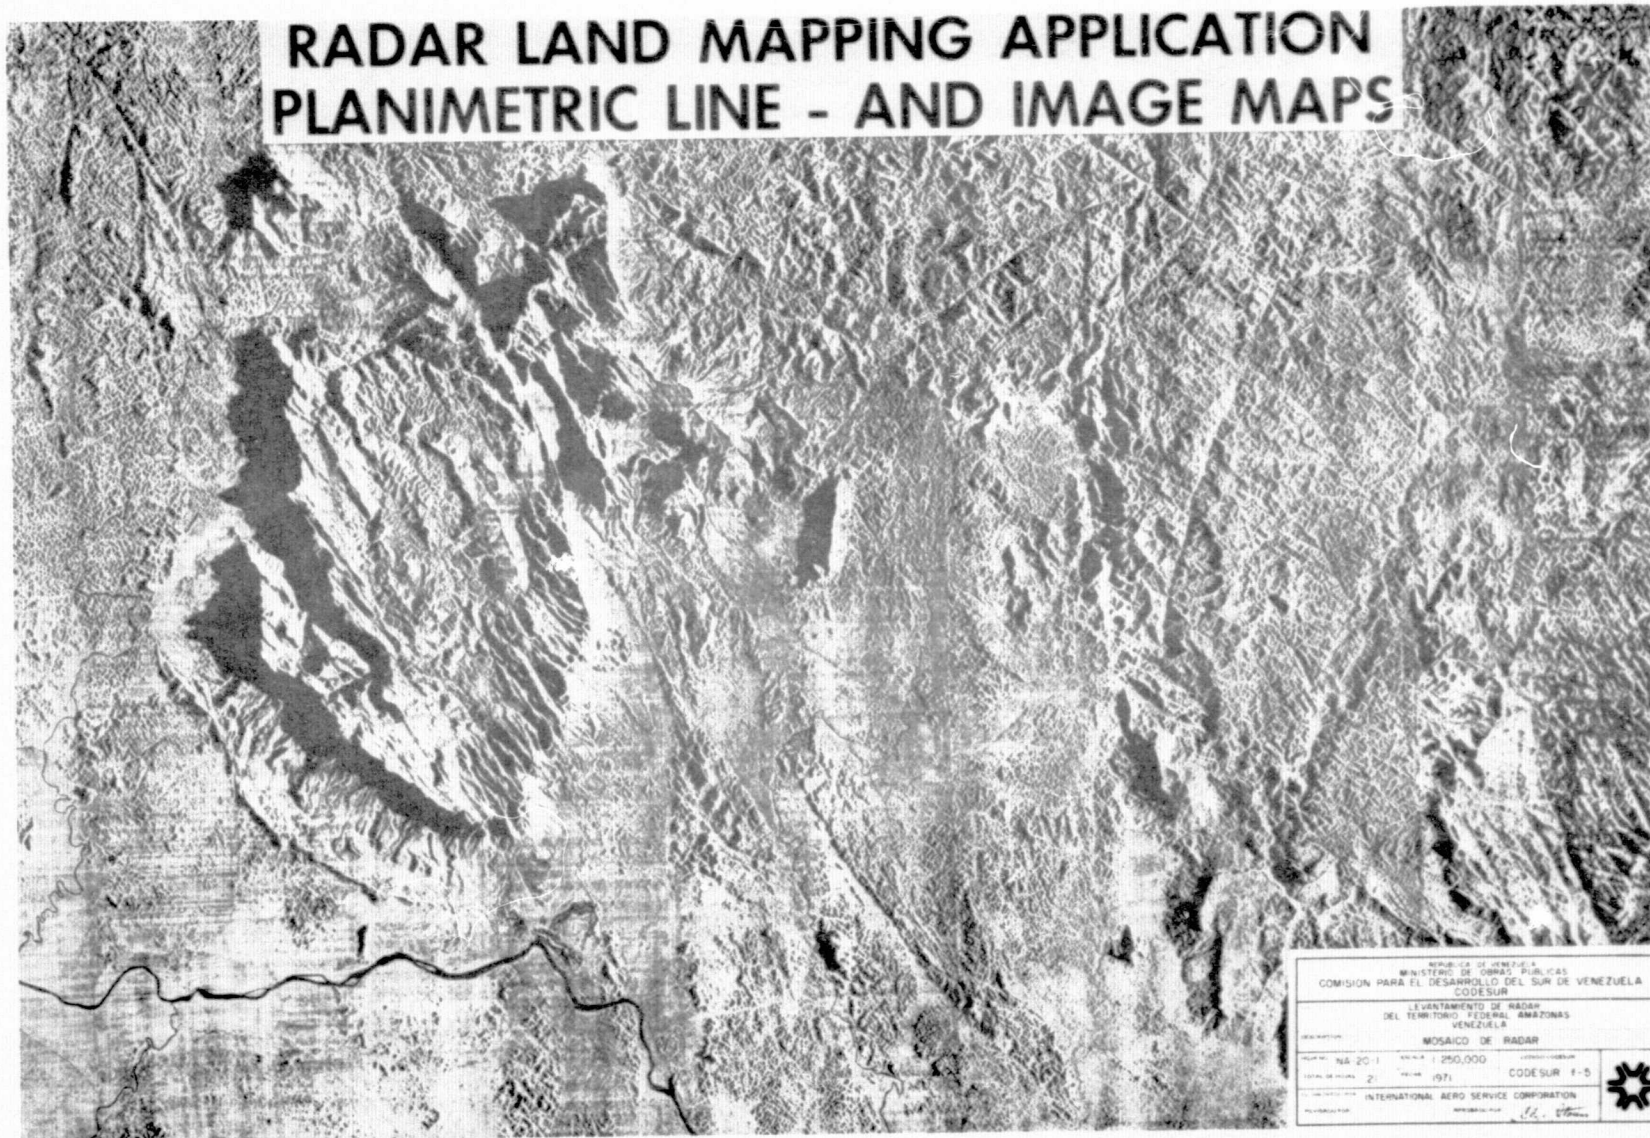 RADAR LAND MAPPING APPLICATION
PLANIMETRIC LINE - AND IMAGE MAPS
REPUBLICA DE VENEZUELA
MINISTERIO DE OBRAS PUBLICAS
COMISION PARA EL DESARROLLO DEL SUR DE VENEZUELA
CODESUR
LEVANTAMIENTO DE RADAR
DEL TERRITORIO FEDERAL AMAZONAS
VENEZUELA
MOSAICO DE RADAR
NA-20-1 1:250,000
21 1971 CODESUR
INTERNATIONAL AERO SERVICE CORPORATION